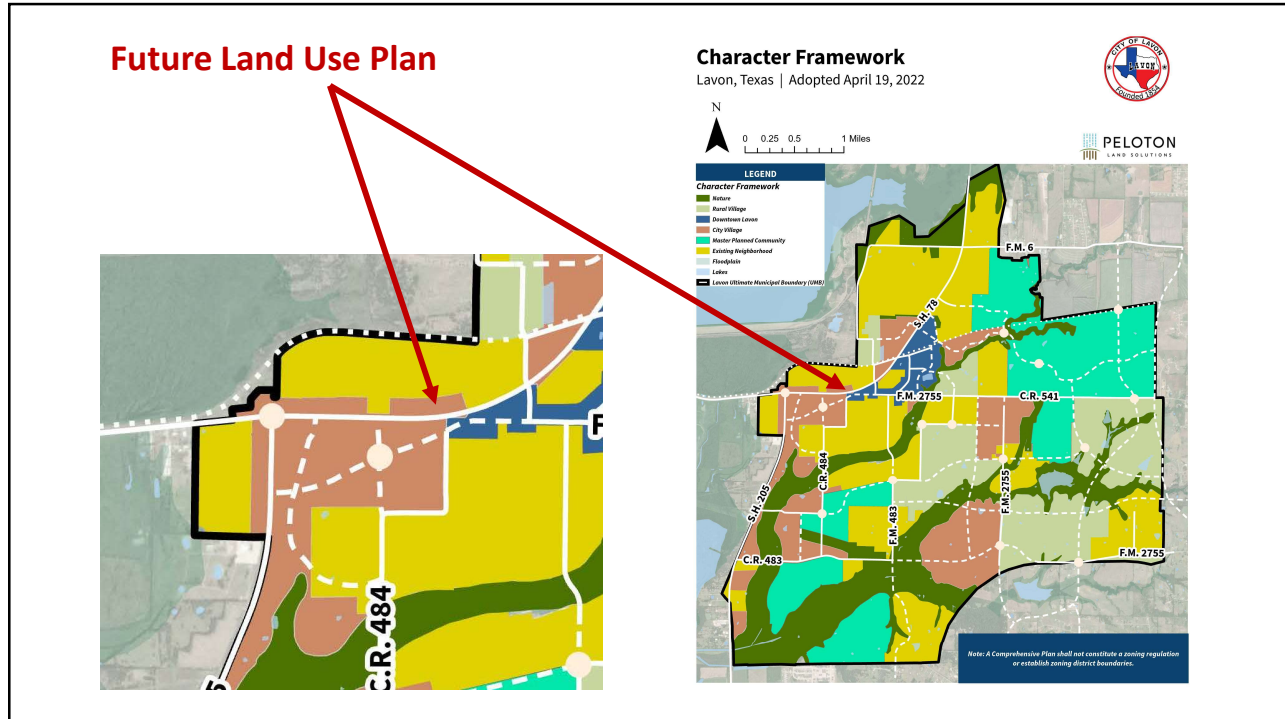 Future Land Use Plan
Character Framework
Lavon, Texas | Adopted April 19, 2022
CITY OF LAVON
LAVON
Founded 1854
N
0 0.25 0.5 1 Miles
PELOTON
LAND SOLUTIONS
LEGEND
Character Framework
Nature
Rural Village
Downtown Lavon
City Village
Master Planned Community
Existing Neighborhood
Floodplain
Lakes
Lavon Ultimate Municipal Boundary (UMB)
F.M. 6
S.H. 78
F.M. 2755
C.R. 541
C.R. 484
S.H. 205
F.M. 2755
F.M. 483
C.R. 483
F.M. 2755
F
C.R. 484
5
Note: A Comprehensive Plan shall not constitute a zoning regulation
or establish zoning district boundaries.